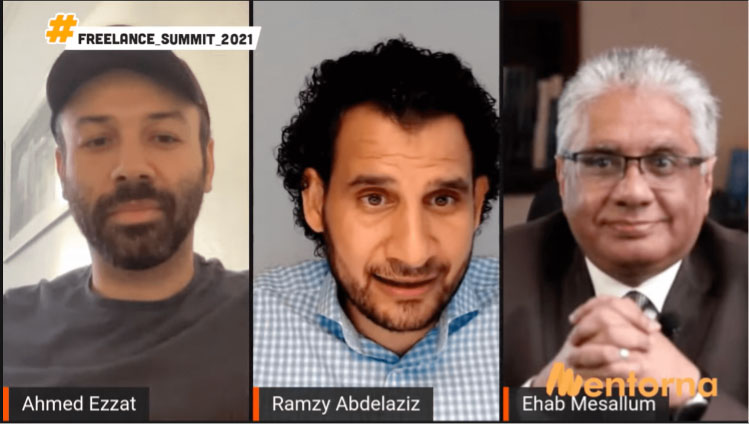 # FREELANCE_SUMMIT_2021
Mentorna
Ahmed Ezzat
Ramzy Abdelaziz
Ehab Mesallum